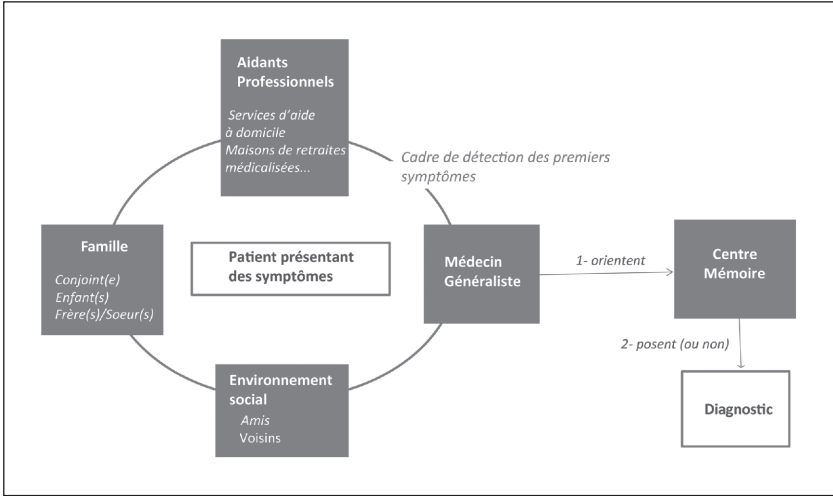 Aidants
Professionnels
Services d'aide
à domicile
Maisons de retraites
médicalisées...
Cadre de détection des premiers
symptômes
Famille
Conjoint(e)
Enfant(s)
Frère(s)/Soeur(s)
Patient présentant
des symptômes
Médecin
Généraliste
1- orientent
Centre
Mémoire
2- posent (ou non)
Diagnostic
Environnement
social
Amis
Voisins